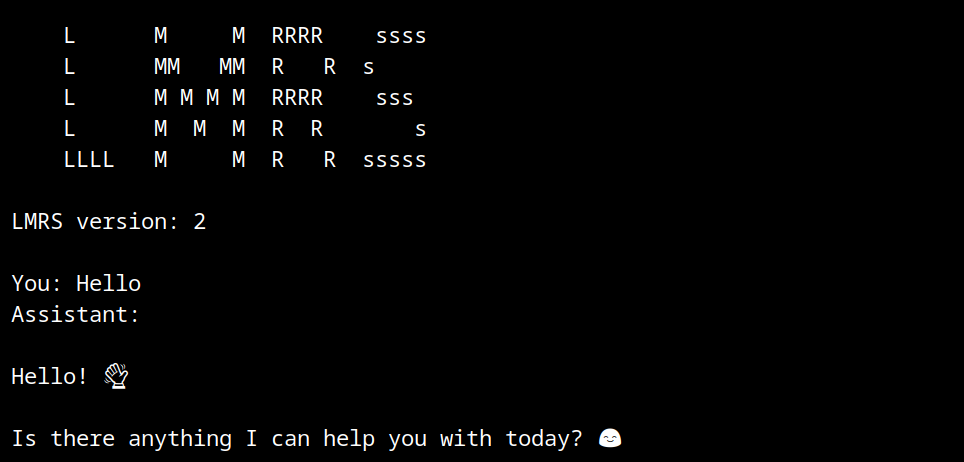 L      M     M  RRRR    ssss
L      MM   MM  R   R  s
L      M M M M  RRRR    sss
L      M  M  M  R  R       s
LLLL   M     M  R   R  sssss
LMRS version: 2
You: Hello
Assistant:
Hello! 👋
Is there anything I can help you with today? 😊